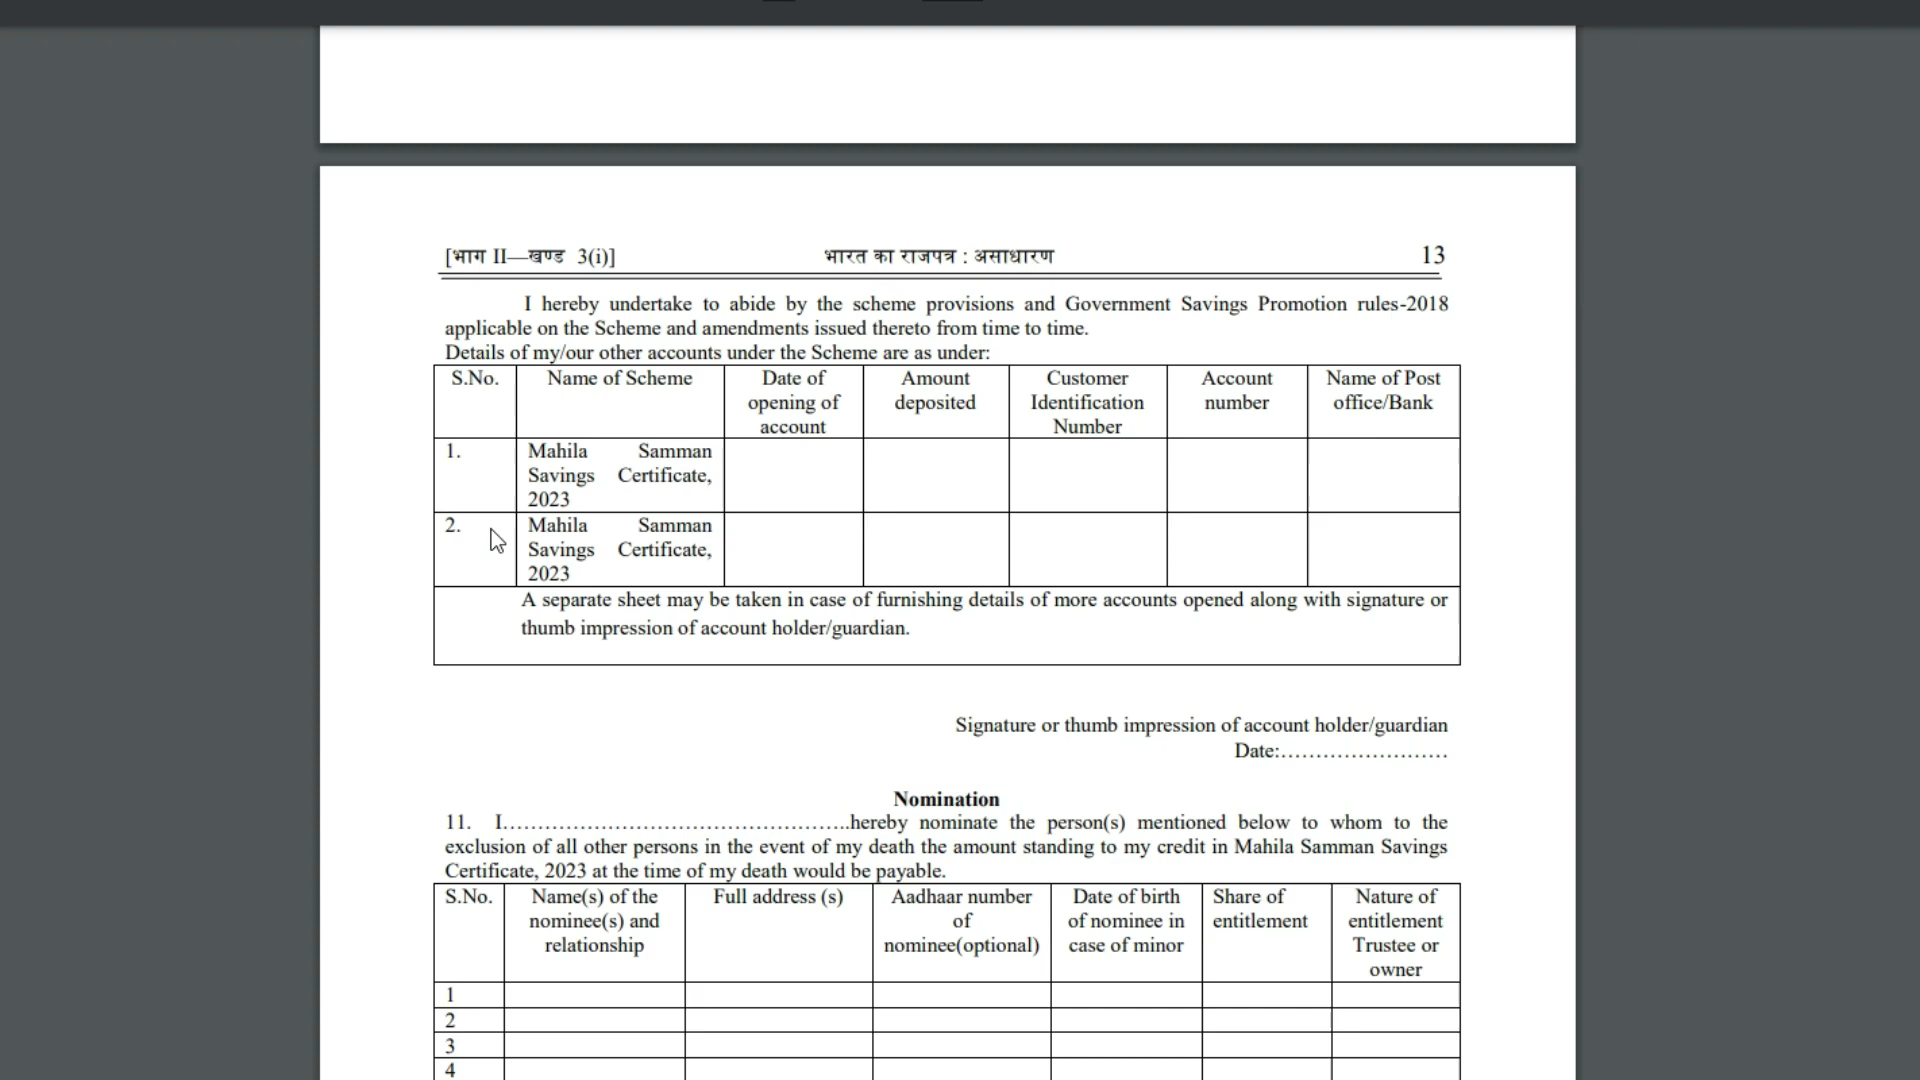 [भाग II—खण्ड 3(i)] भारत का राजपत्र : असाधारण 13
I hereby undertake to abide by the scheme provisions and Government Savings Promotion rules-2018
applicable on the Scheme and amendments issued thereto from time to time.
Details of my/our other accounts under the Scheme are as under:
S.No. Name of Scheme Date of opening of account Amount deposited Customer Identification Number Account number Name of Post office/Bank
1. Mahila Samman
Savings Certificate,
2023
2. Mahila Samman
Savings Certificate,
2023
A separate sheet may be taken in case of furnishing details of more accounts opened along with signature or
thumb impression of account holder/guardian.
Signature or thumb impression of account holder/guardian
Date:……………………
Nomination
11. I…………………………………………..hereby nominate the person(s) mentioned below to whom to the
exclusion of all other persons in the event of my death the amount standing to my credit in Mahila Samman Savings
Certificate, 2023 at the time of my death would be payable.
S.No. Name(s) of the nominee(s) and relationship Full address (s) Aadhaar number of nominee(optional) Date of birth of nominee in case of minor Share of entitlement Nature of entitlement Trustee or owner
1
2
3
4